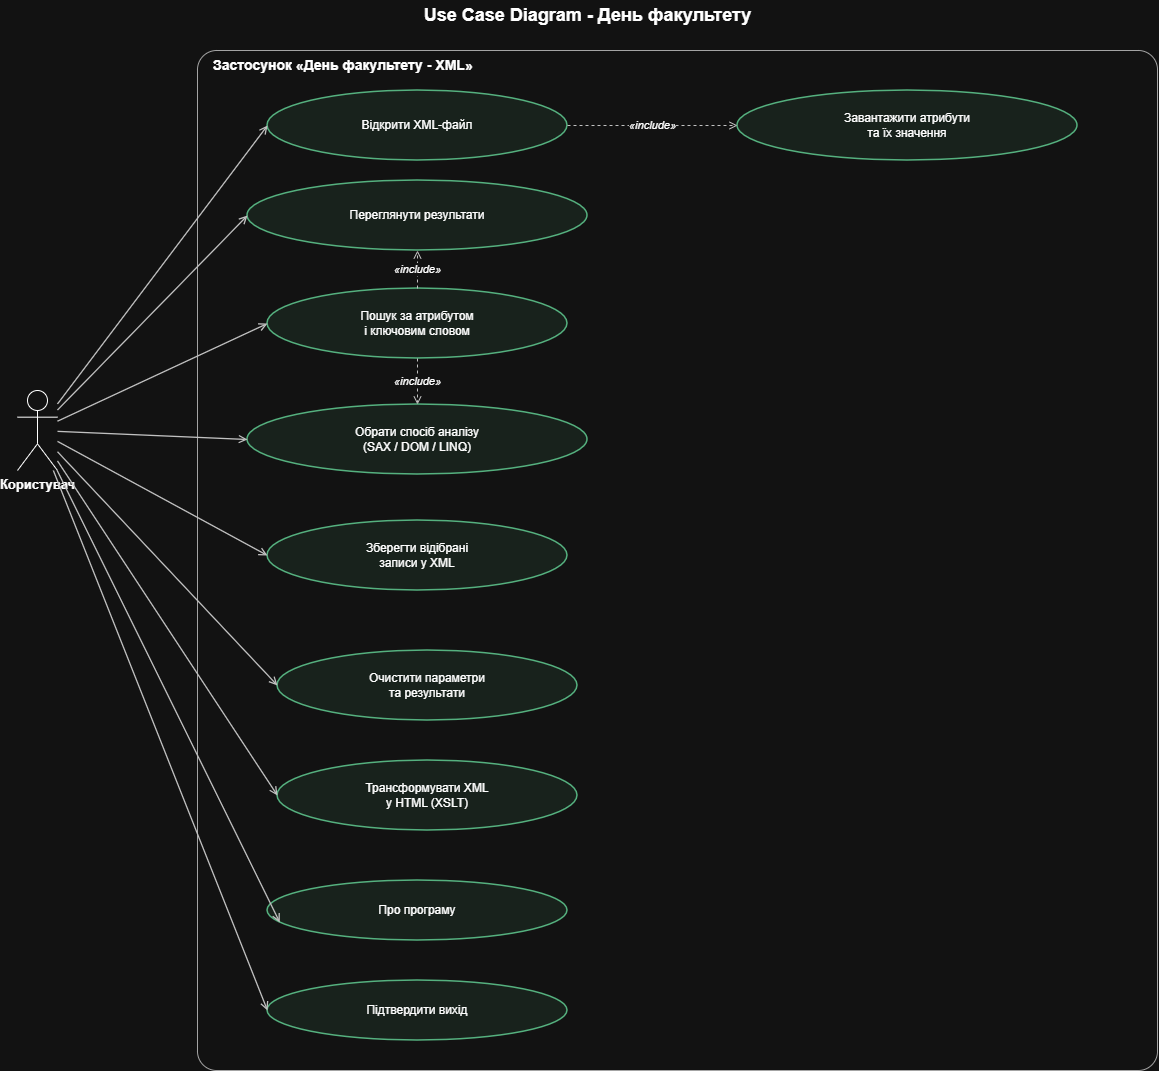 Use Case Diagram - День факультету
Застосунок «День факультету - XML»
Відкрити XML-файл
«include»
Завантажити атрибути
та їх значення
Переглянути результати
«include»
Пошук за атрибутом
і ключовим словом
«include»
Обрати спосіб аналізу
(SAX / DOM / LINQ)
Користувач
Зберегти відібрані
записи у XML
Очистити параметри
та результати
Трансформувати XML
у HTML (XSLT)
Про програму
Підтвердити вихід